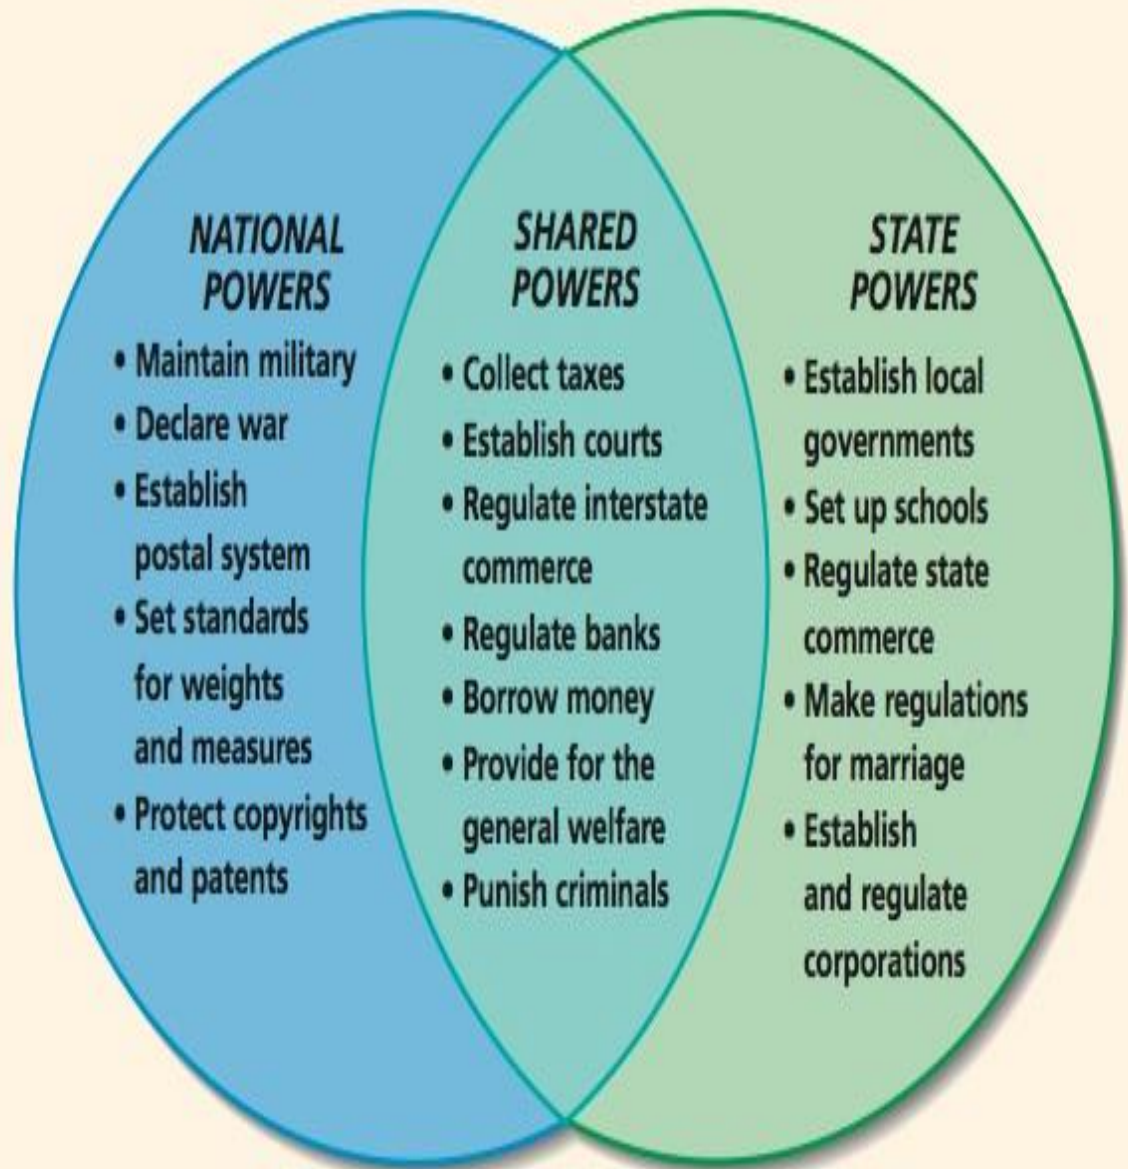 NATIONAL
POWERS
• Maintain military
• Declare war
• Establish
postal system
• Set standards
for weights
and measures
• Protect copyrights
and patents
SHARED
POWERS
• Collect taxes
• Establish courts
• Regulate interstate
commerce
• Regulate banks
• Borrow money
• Provide for the
general welfare
• Punish criminals
STATE
POWERS
• Establish local
governments
• Set up schools
• Regulate state
commerce
• Make regulations
for marriage
• Establish
and regulate
corporations